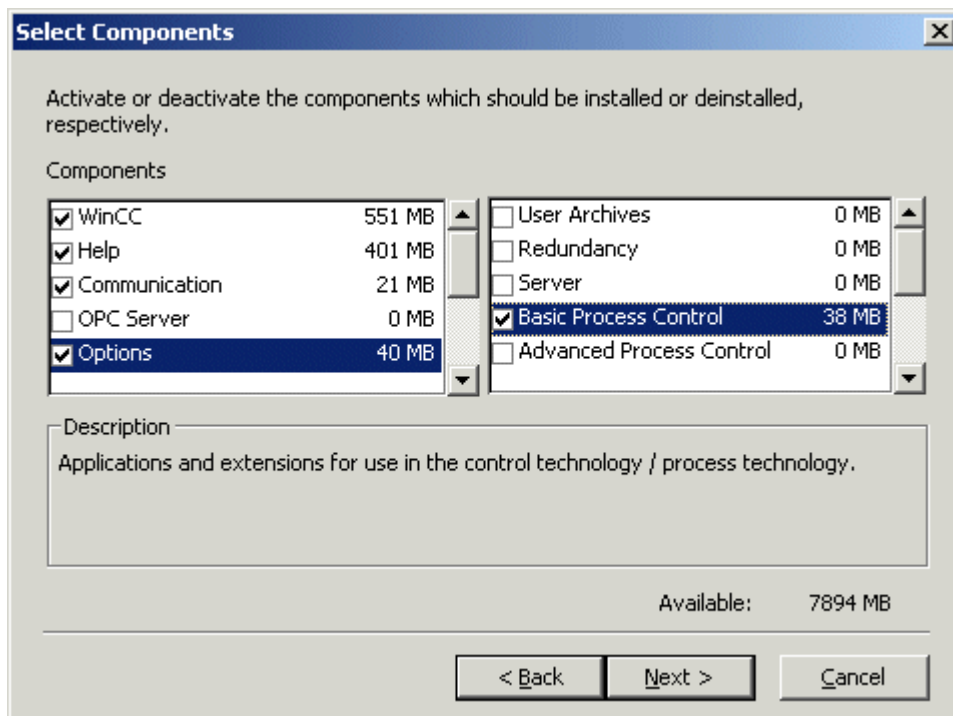 Select Components
Activate or deactivate the components which should be installed or deinstalled,
respectively.
Components
WinCC 551 MB
Help 401 MB
Communication 21 MB
OPC Server 0 MB
Options 40 MB
User Archives 0 MB
Redundancy 0 MB
Server 0 MB
Basic Process Control 38 MB
Advanced Process Control 0 MB
Description
Applications and extensions for use in the control technology / process technology.
Available: 7894 MB
< Back Next > Cancel